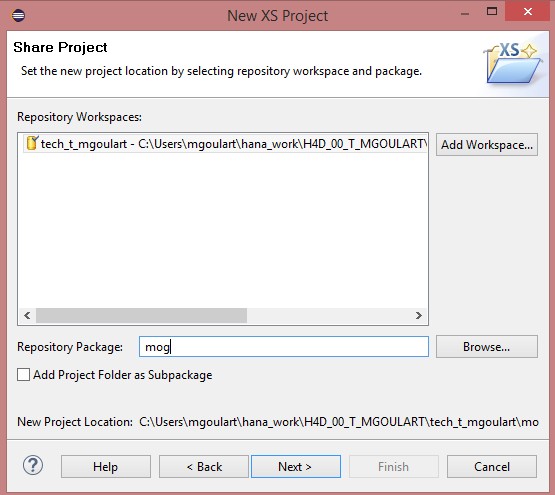 New XS Project
Share Project
Set the new project location by selecting repository workspace and package.
XS
Repository Workspaces:
tech_t_mgoulart - C:\Users\mgoulart\hana_work\H4D_00_T_MGOULART\
Add Workspace...
Repository Package: mog Browse...
Add Project Folder as Subpackage
New Project Location: C:\Users\mgoulart\hana_work\H4D_00_T_MGOULART\tech_t_mgoulart\mo
? Help < Back Next > Finish Cancel